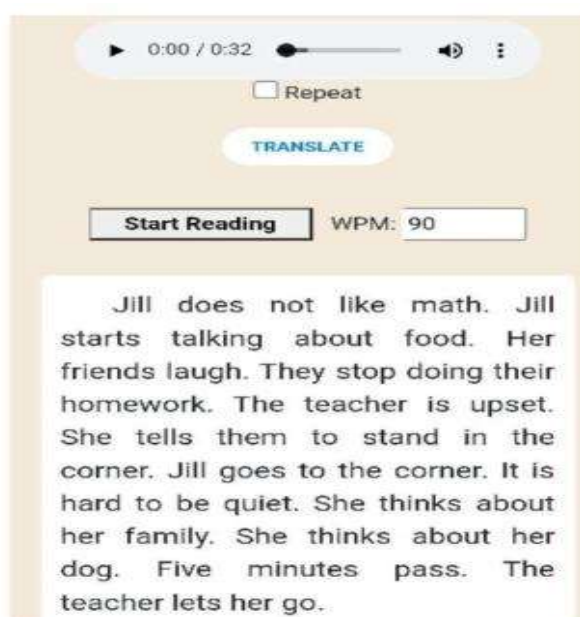 0:00 / 0:32
Repeat
TRANSLATE
Start Reading WPM: 90
Jill does not like math. Jill
starts talking about food. Her
friends laugh. They stop doing their
homework. The teacher is upset.
She tells them to stand in the
corner. Jill goes to the corner. It is
hard to be quiet. She thinks about
her family. She thinks about her
dog. Five minutes pass. The
teacher lets her go.